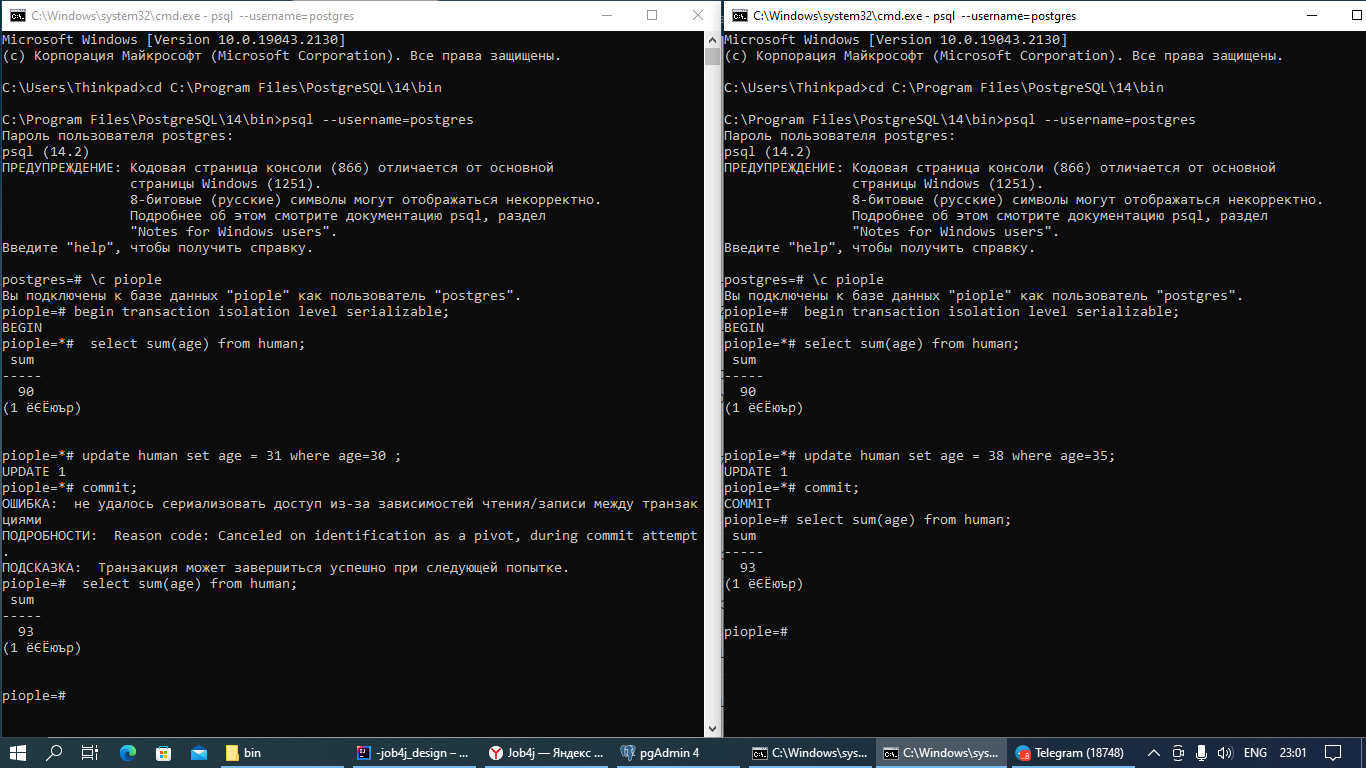 C:\Windows\system32\cmd.exe - psql --username=postgres
Microsoft Windows [Version 10.0.19043.2130]
(c) Корпорация Майкрософт (Microsoft Corporation). Все права защищены.
C:\Users\Thinkpad>cd C:\Program Files\PostgreSQL\14\bin
C:\Program Files\PostgreSQL\14\bin>psql --username=postgres
Пароль пользователя postgres:
psql (14.2)
ПРЕДУПРЕЖДЕНИЕ: Кодовая страница консоли (866) отличается от основной
страницы Windows (1251).
8-битовые (русские) символы могут отображаться некорректно.
Подробнее об этом смотрите документацию psql, раздел
"Notes for Windows users".
Введите "help", чтобы получить справку.
postgres=# \c piople
Вы подключены к базе данных "piople" как пользователь "postgres".
piople=# begin transaction isolation level serializable;
BEGIN
piople=*#  select sum(age) from human;
sum
-----
90
(1 ёЄЁюър)
piople=*# update human set age = 31 where age=30 ;
UPDATE 1
piople=*# commit;
ОШИБКА:  не удалось сериализовать доступ из-за зависимостей чтения/записи между транзак
циями
ПОДРОБНОСТИ:  Reason code: Canceled on identification as a pivot, during commit attempt
.
ПОДСКАЗКА:  Транзакция может завершиться успешно при следующей попытке.
piople=#  select sum(age) from human;
sum
-----
93
(1 ёЄЁюър)
piople=#
C:\Windows\system32\cmd.exe - psql --username=postgres
Microsoft Windows [Version 10.0.19043.2130]
(c) Корпорация Майкрософт (Microsoft Corporation). Все права защищены.
C:\Users\Thinkpad>cd C:\Program Files\PostgreSQL\14\bin
C:\Program Files\PostgreSQL\14\bin>psql --username=postgres
Пароль пользователя postgres:
psql (14.2)
ПРЕДУПРЕЖДЕНИЕ: Кодовая страница консоли (866) отличается от основной
страницы Windows (1251).
8-битовые (русские) символы могут отображаться некорректно.
Подробнее об этом смотрите документацию psql, раздел
"Notes for Windows users".
Введите "help", чтобы получить справку.
postgres=# \c piople
Вы подключены к базе данных "piople" как пользователь "postgres".
piople=#  begin transaction isolation level serializable;
BEGIN
piople=*# select sum(age) from human;
sum
-----
90
(1 ёЄЁюър)
piople=*# update human set age = 38 where age=35;
UPDATE 1
piople=*# commit;
COMMIT
piople=# select sum(age) from human;
sum
-----
93
(1 ёЄЁюър)
piople=#
bin
-job4j_design – ...
Job4j — Яндекс ...
pgAdmin 4
C:\Windows\sys...
C:\Windows\sys...
Telegram (18748)
ENG
23:01